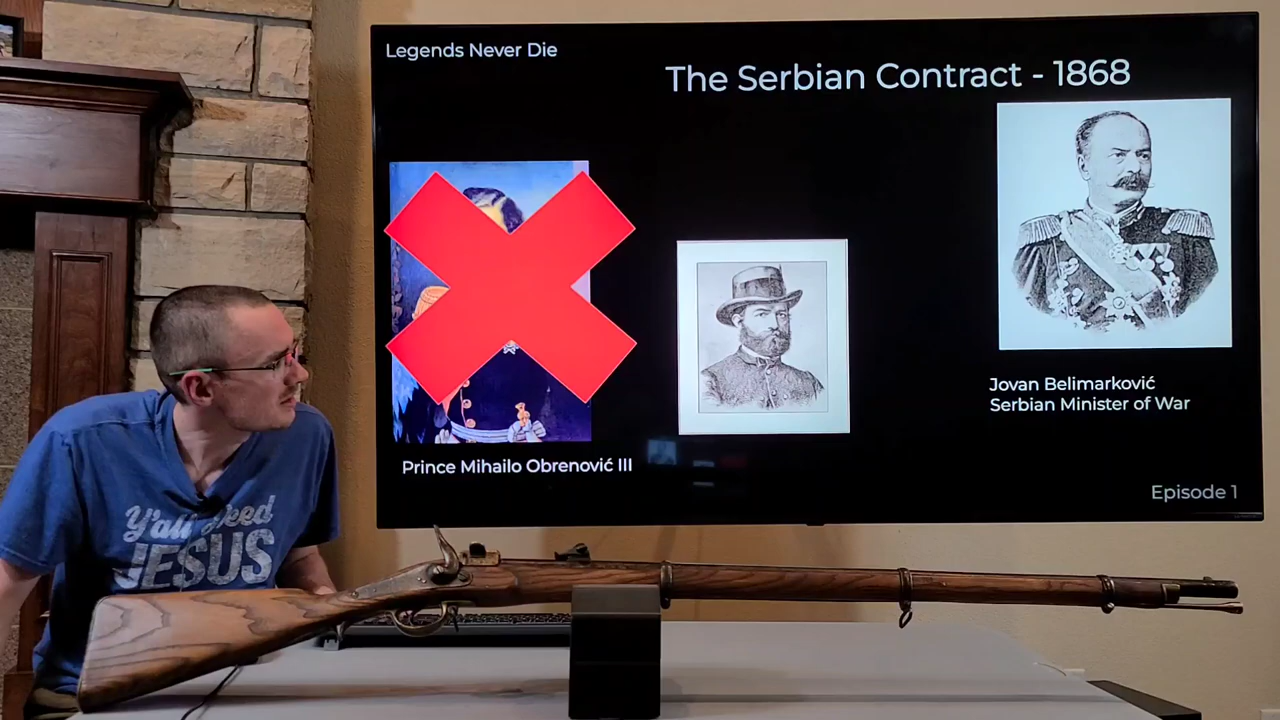 Legends Never Die
The Serbian Contract - 1868
Prince Mihailo Obrenović III
Jovan Belimarković
Serbian Minister of War
Episode 1
Y'all Need
JESUS